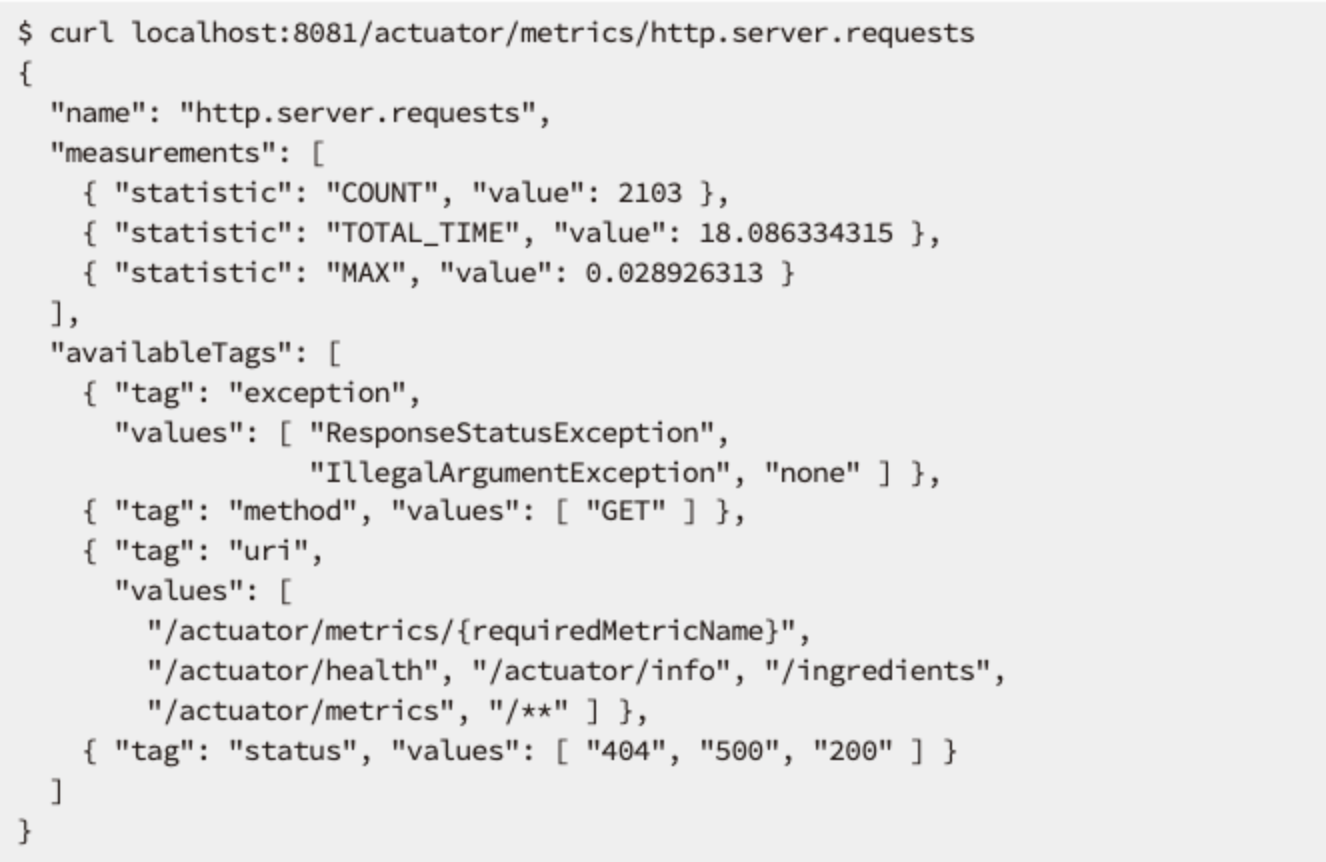 $ curl localhost:8081/actuator/metrics/http.server.requests
{
  "name": "http.server.requests",
  "measurements": [
    { "statistic": "COUNT", "value": 2103 },
    { "statistic": "TOTAL_TIME", "value": 18.086334315 },
    { "statistic": "MAX", "value": 0.028926313 }
  ],
  "availableTags": [
    { "tag": "exception",
      "values": [ "ResponseStatusException",
                  "IllegalArgumentException", "none" ] },
    { "tag": "method", "values": [ "GET" ] },
    { "tag": "uri",
      "values": [
        "/actuator/metrics/{requiredMetricName}",
        "/actuator/health", "/actuator/info", "/ingredients",
        "/actuator/metrics", "/**" ] },
    { "tag": "status", "values": [ "404", "500", "200" ] }
  ]
}